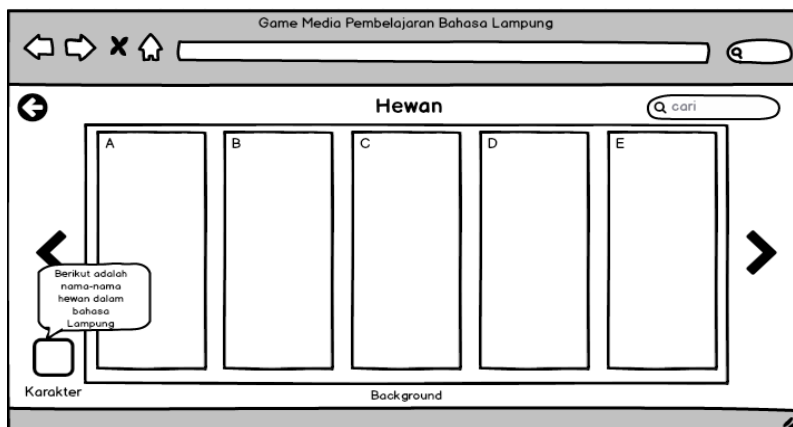 Game Media Pembelajaran Bahasa Lampung
Hewan
cari
A
B
C
D
E
Berikut adalah
nama-nama
hewan dalam
bahasa
Lampung
Karakter
Background